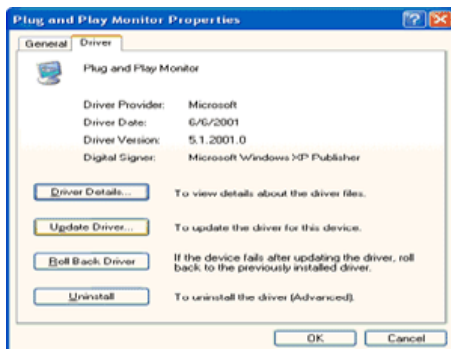 Plug and Play Monitor Properties
General Driver
Plug and Play Monitor
Driver Provider: Microsoft
Driver Date: 6/6/2001
Driver Version: 5.1.2001.0
Digital Signer: Microsoft Windows XP Publisher
Driver Details... To view details about the driver files.
Update Driver... To update the driver for this device.
Roll Back Driver If the device fails after updating the driver, roll
back to the previously installed driver.
Uninstall To uninstall the driver (Advanced).
OK Cancel